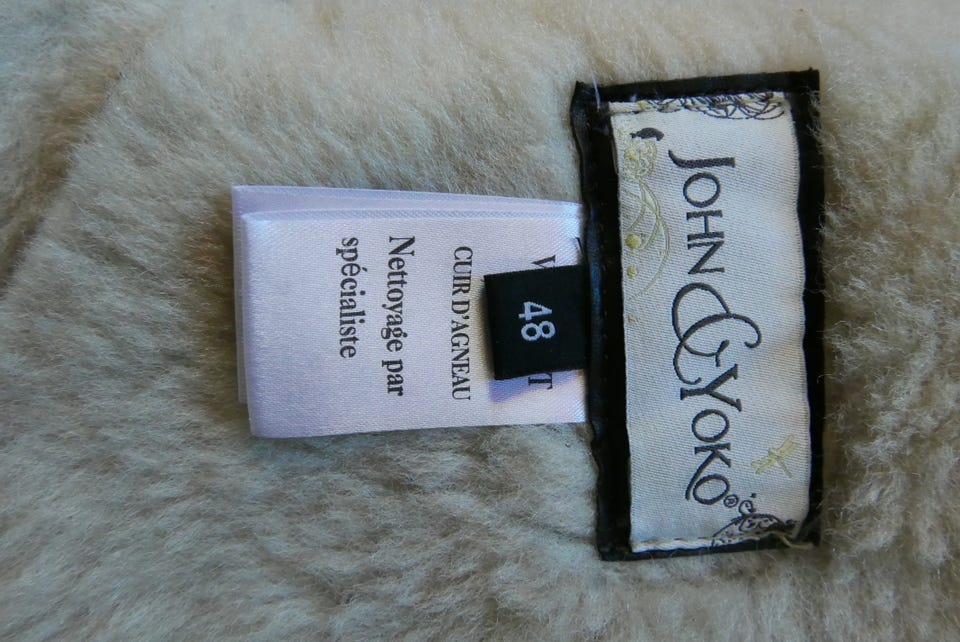 JOHN & YOKO®
48
CUIR D'AGNEAU
Nettoyage par
spécialiste